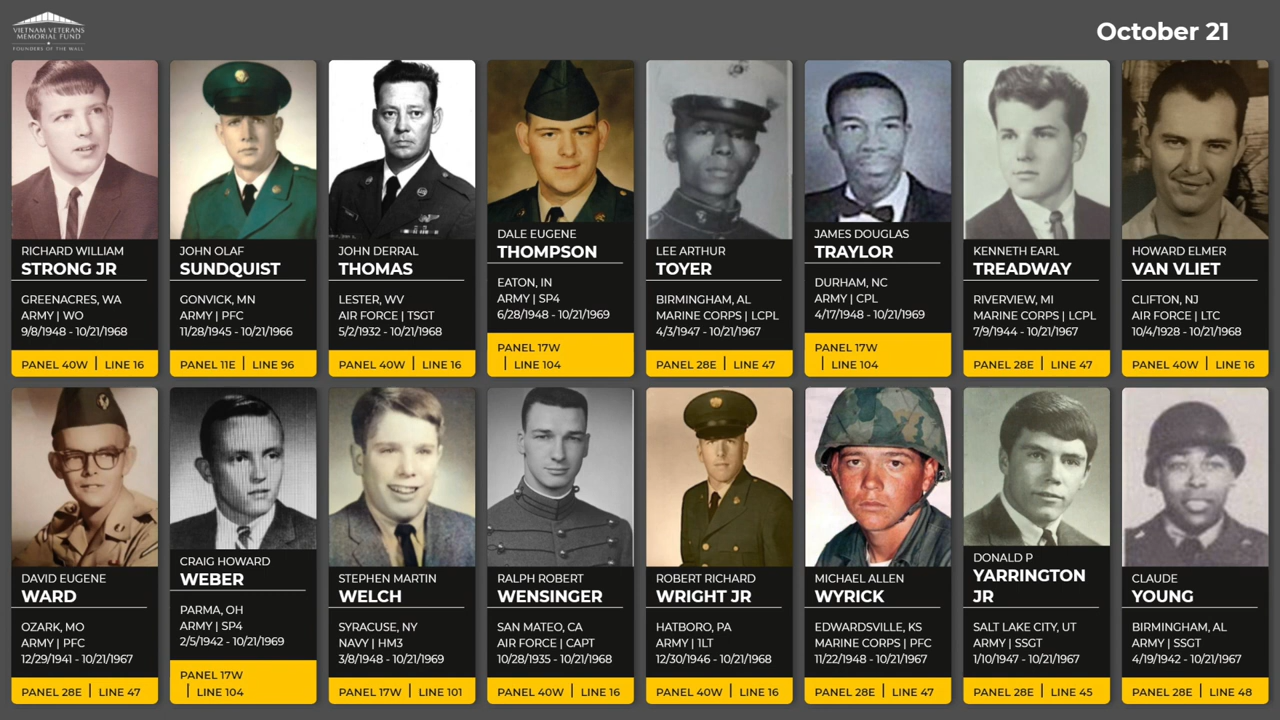 VIETNAM VETERANS
MEMORIAL FUND
FOUNDERS OF THE WALL
October 21
RICHARD WILLIAM
STRONG JR
GREENACRES, WA
ARMY | WO
9/8/1948 - 10/21/1968
PANEL 40W | LINE 16
JOHN OLAF
SUNDQUIST
GONVICK, MN
ARMY | PFC
11/28/1945 - 10/21/1966
PANEL 11E | LINE 96
JOHN DERRAL
THOMAS
LESTER, WV
AIR FORCE | TSGT
5/2/1932 - 10/21/1968
PANEL 40W | LINE 16
DALE EUGENE
THOMPSON
EATON, IN
ARMY | SP4
6/28/1948 - 10/21/1969
PANEL 17W
| LINE 104
LEE ARTHUR
TOYER
BIRMINGHAM, AL
MARINE CORPS | LCPL
4/3/1947 - 10/21/1967
PANEL 28E | LINE 47
JAMES DOUGLAS
TRAYLOR
DURHAM, NC
ARMY | CPL
4/17/1948 - 10/21/1969
PANEL 17W
| LINE 104
KENNETH EARL
TREADWAY
RIVERVIEW, MI
MARINE CORPS | LCPL
7/9/1944 - 10/21/1967
PANEL 28E | LINE 47
HOWARD ELMER
VAN VLIET
CLIFTON, NJ
AIR FORCE | LTC
10/4/1928 - 10/21/1968
PANEL 40W | LINE 16
DAVID EUGENE
WARD
OZARK, MO
ARMY | PFC
12/29/1941 - 10/21/1967
PANEL 28E | LINE 47
CRAIG HOWARD
WEBER
PARMA, OH
ARMY | SP4
2/5/1942 - 10/21/1969
PANEL 17W
| LINE 104
STEPHEN MARTIN
WELCH
SYRACUSE, NY
NAVY | HM3
3/8/1948 - 10/21/1969
PANEL 17W | LINE 101
RALPH ROBERT
WENSINGER
SAN MATEO, CA
AIR FORCE | CAPT
10/28/1935 - 10/21/1968
PANEL 40W | LINE 16
ROBERT RICHARD
WRIGHT JR
HATBORO, PA
ARMY | 1LT
12/30/1946 - 10/21/1968
PANEL 40W | LINE 16
MICHAEL ALLEN
WYRICK
EDWARDSVILLE, KS
MARINE CORPS | PFC
11/22/1948 - 10/21/1967
PANEL 28E | LINE 47
DONALD P
YARRINGTON
JR
SALT LAKE CITY, UT
ARMY | SSGT
1/10/1947 - 10/21/1967
PANEL 28E | LINE 45
CLAUDE
YOUNG
BIRMINGHAM, AL
ARMY | SSGT
4/19/1942 - 10/21/1967
PANEL 28E | LINE 48